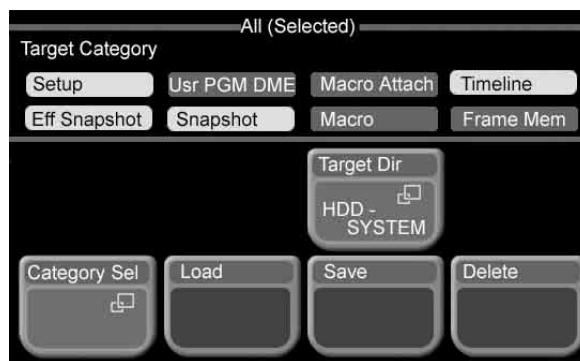 All (Selected)
Target Category
Setup Usr PGM DME Macro Attach Timeline
Eff Snapshot Snapshot Macro Frame Mem
Target Dir
HDD -
SYSTEM
Category Sel Load Save Delete